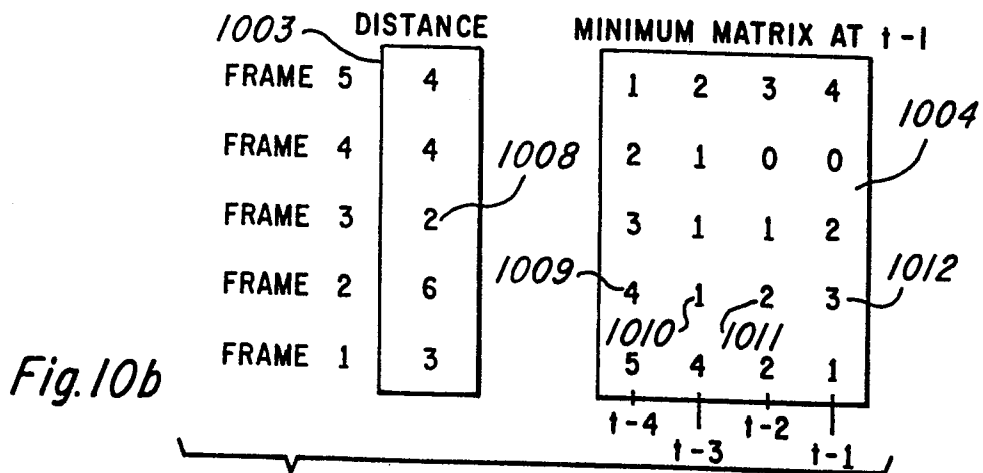 1003 DISTANCE MINIMUM MATRIX AT t-1
FRAME 5 4 1 2 3 4
1004
FRAME 4 4 1008 2 1 0 0
FRAME 3 2 3 1 1 2
1009 1012
FRAME 2 6 4 1 2 3
1010 1011
FRAME 1 3 5 4 2 1
Fig.10b
t-4 t-2
t-3 t-1